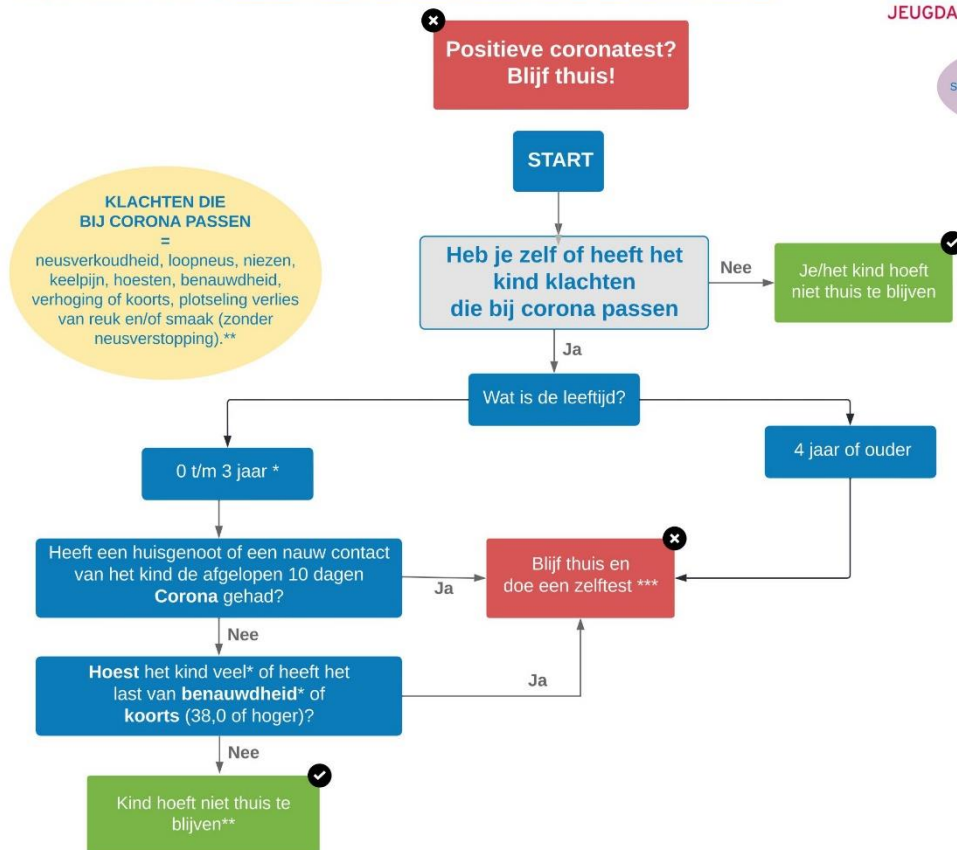 JEUGDA
Positieve coronatest?
Blijf thuis!
START
KLACHTEN DIE
BIJ CORONA PASSEN
=
neusverkoudheid, loopneus, niezen,
keelpijn, hoesten, benauwdheid,
verhoging of koorts, plotseling verlies
van reuk en/of smaak (zonder
neusverstopping).**
Heb je zelf of heeft het
kind klachten
die bij corona passen
Nee
Je/het kind hoeft
niet thuis te blijven
Ja
Wat is de leeftijd?
0 t/m 3 jaar *
4 jaar of ouder
Heeft een huisgenoot of een nauw contact
van het kind de afgelopen 10 dagen
Corona gehad?
Ja
Blijf thuis en
doe een zelftest ***
Nee
Hoest het kind veel* of heeft het
last van benauwdheid* of
koorts (38,0 of hoger)?
Ja
Nee
Kind hoeft niet thuis te
blijven**